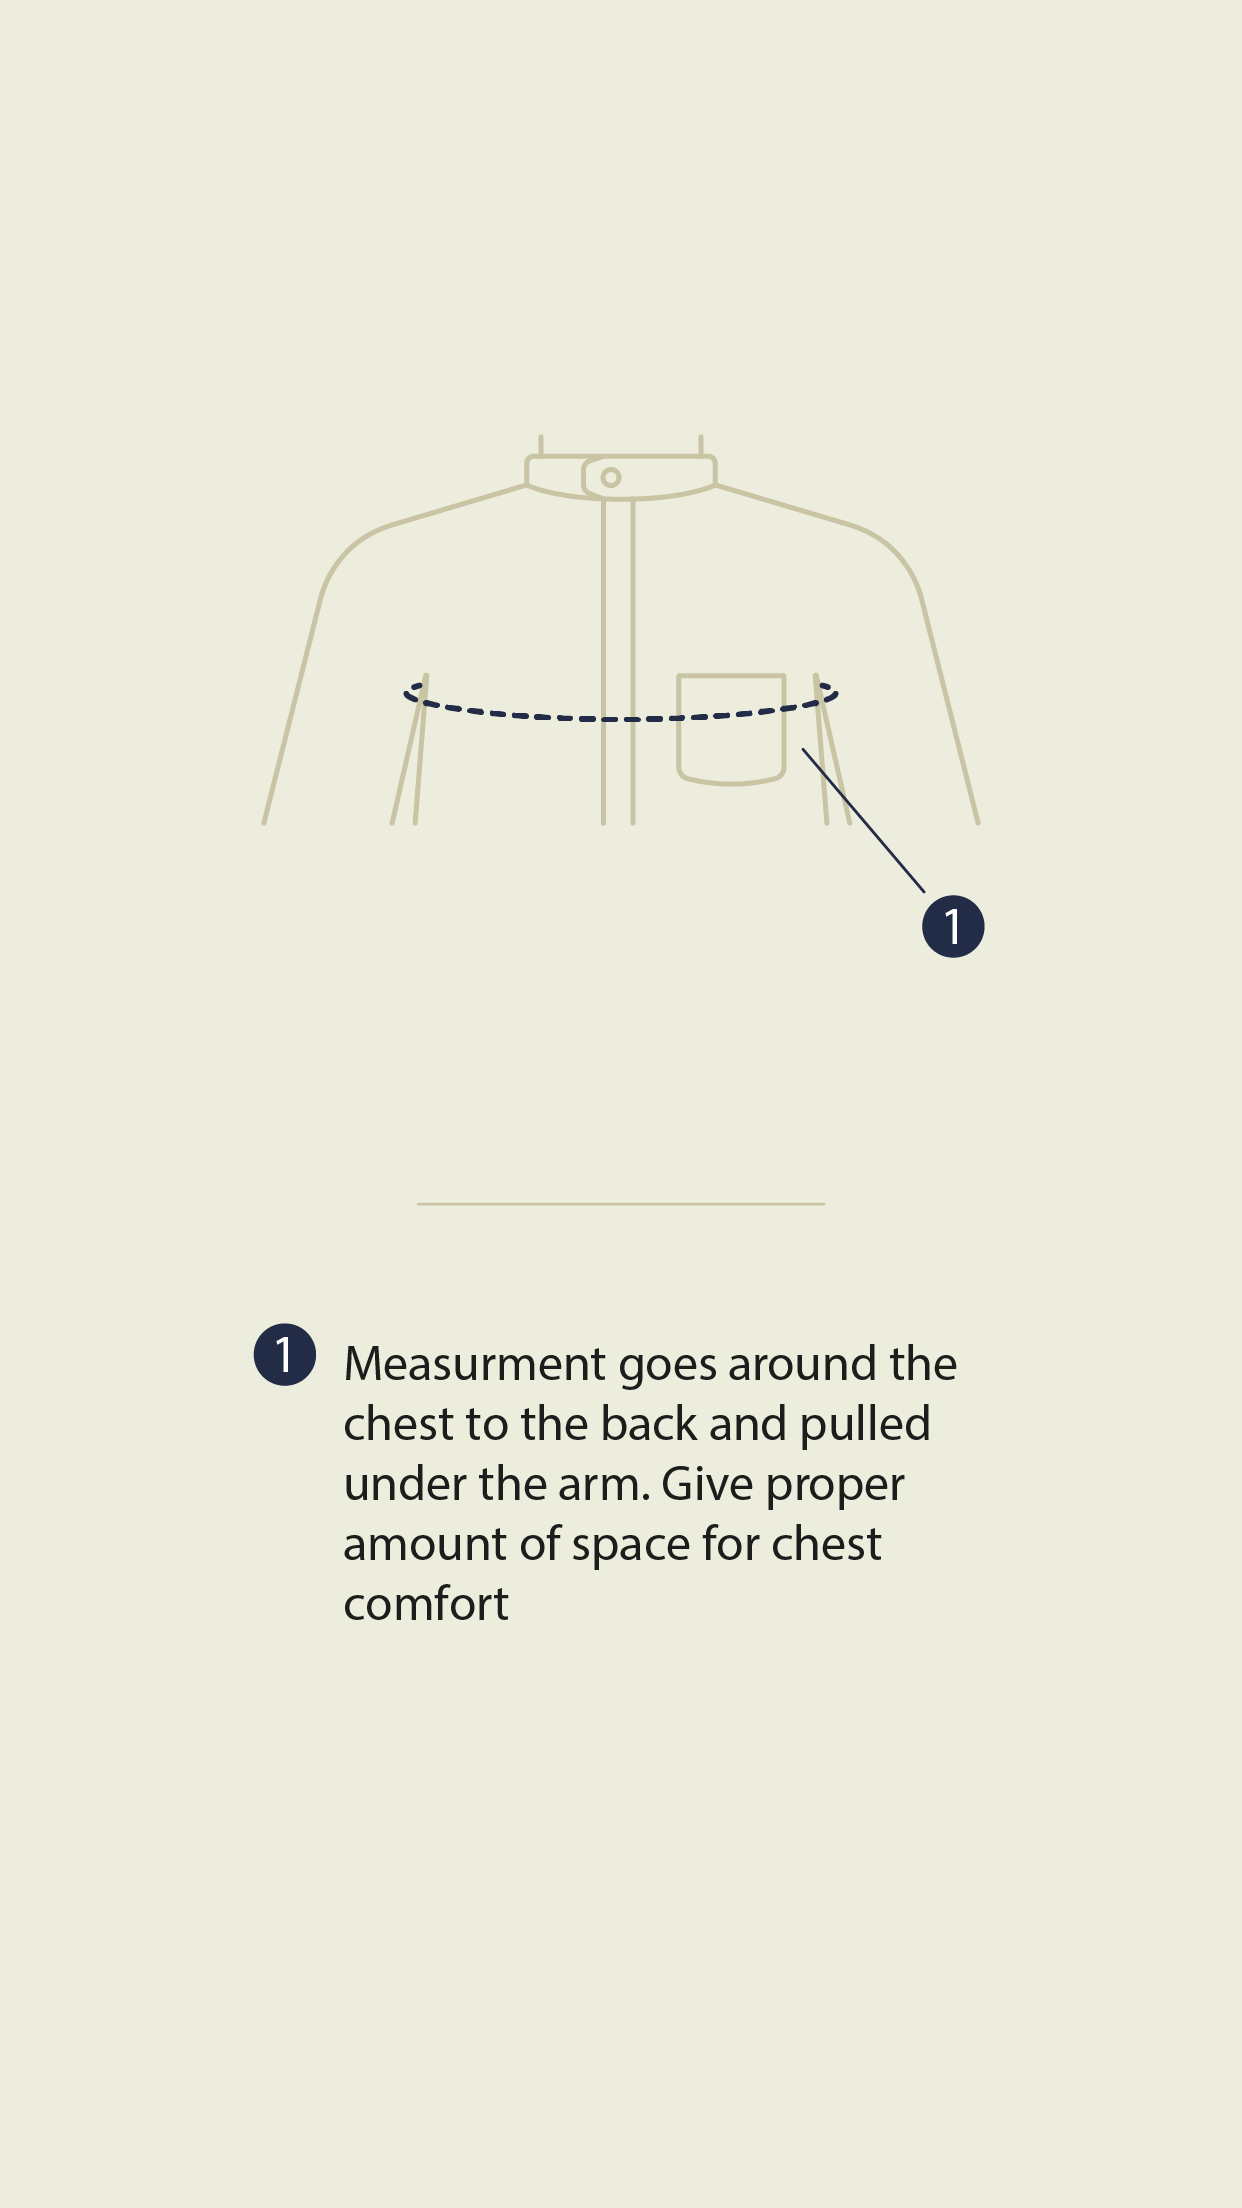 1
1 Measurment goes around the
chest to the back and pulled
under the arm. Give proper
amount of space for chest
comfort